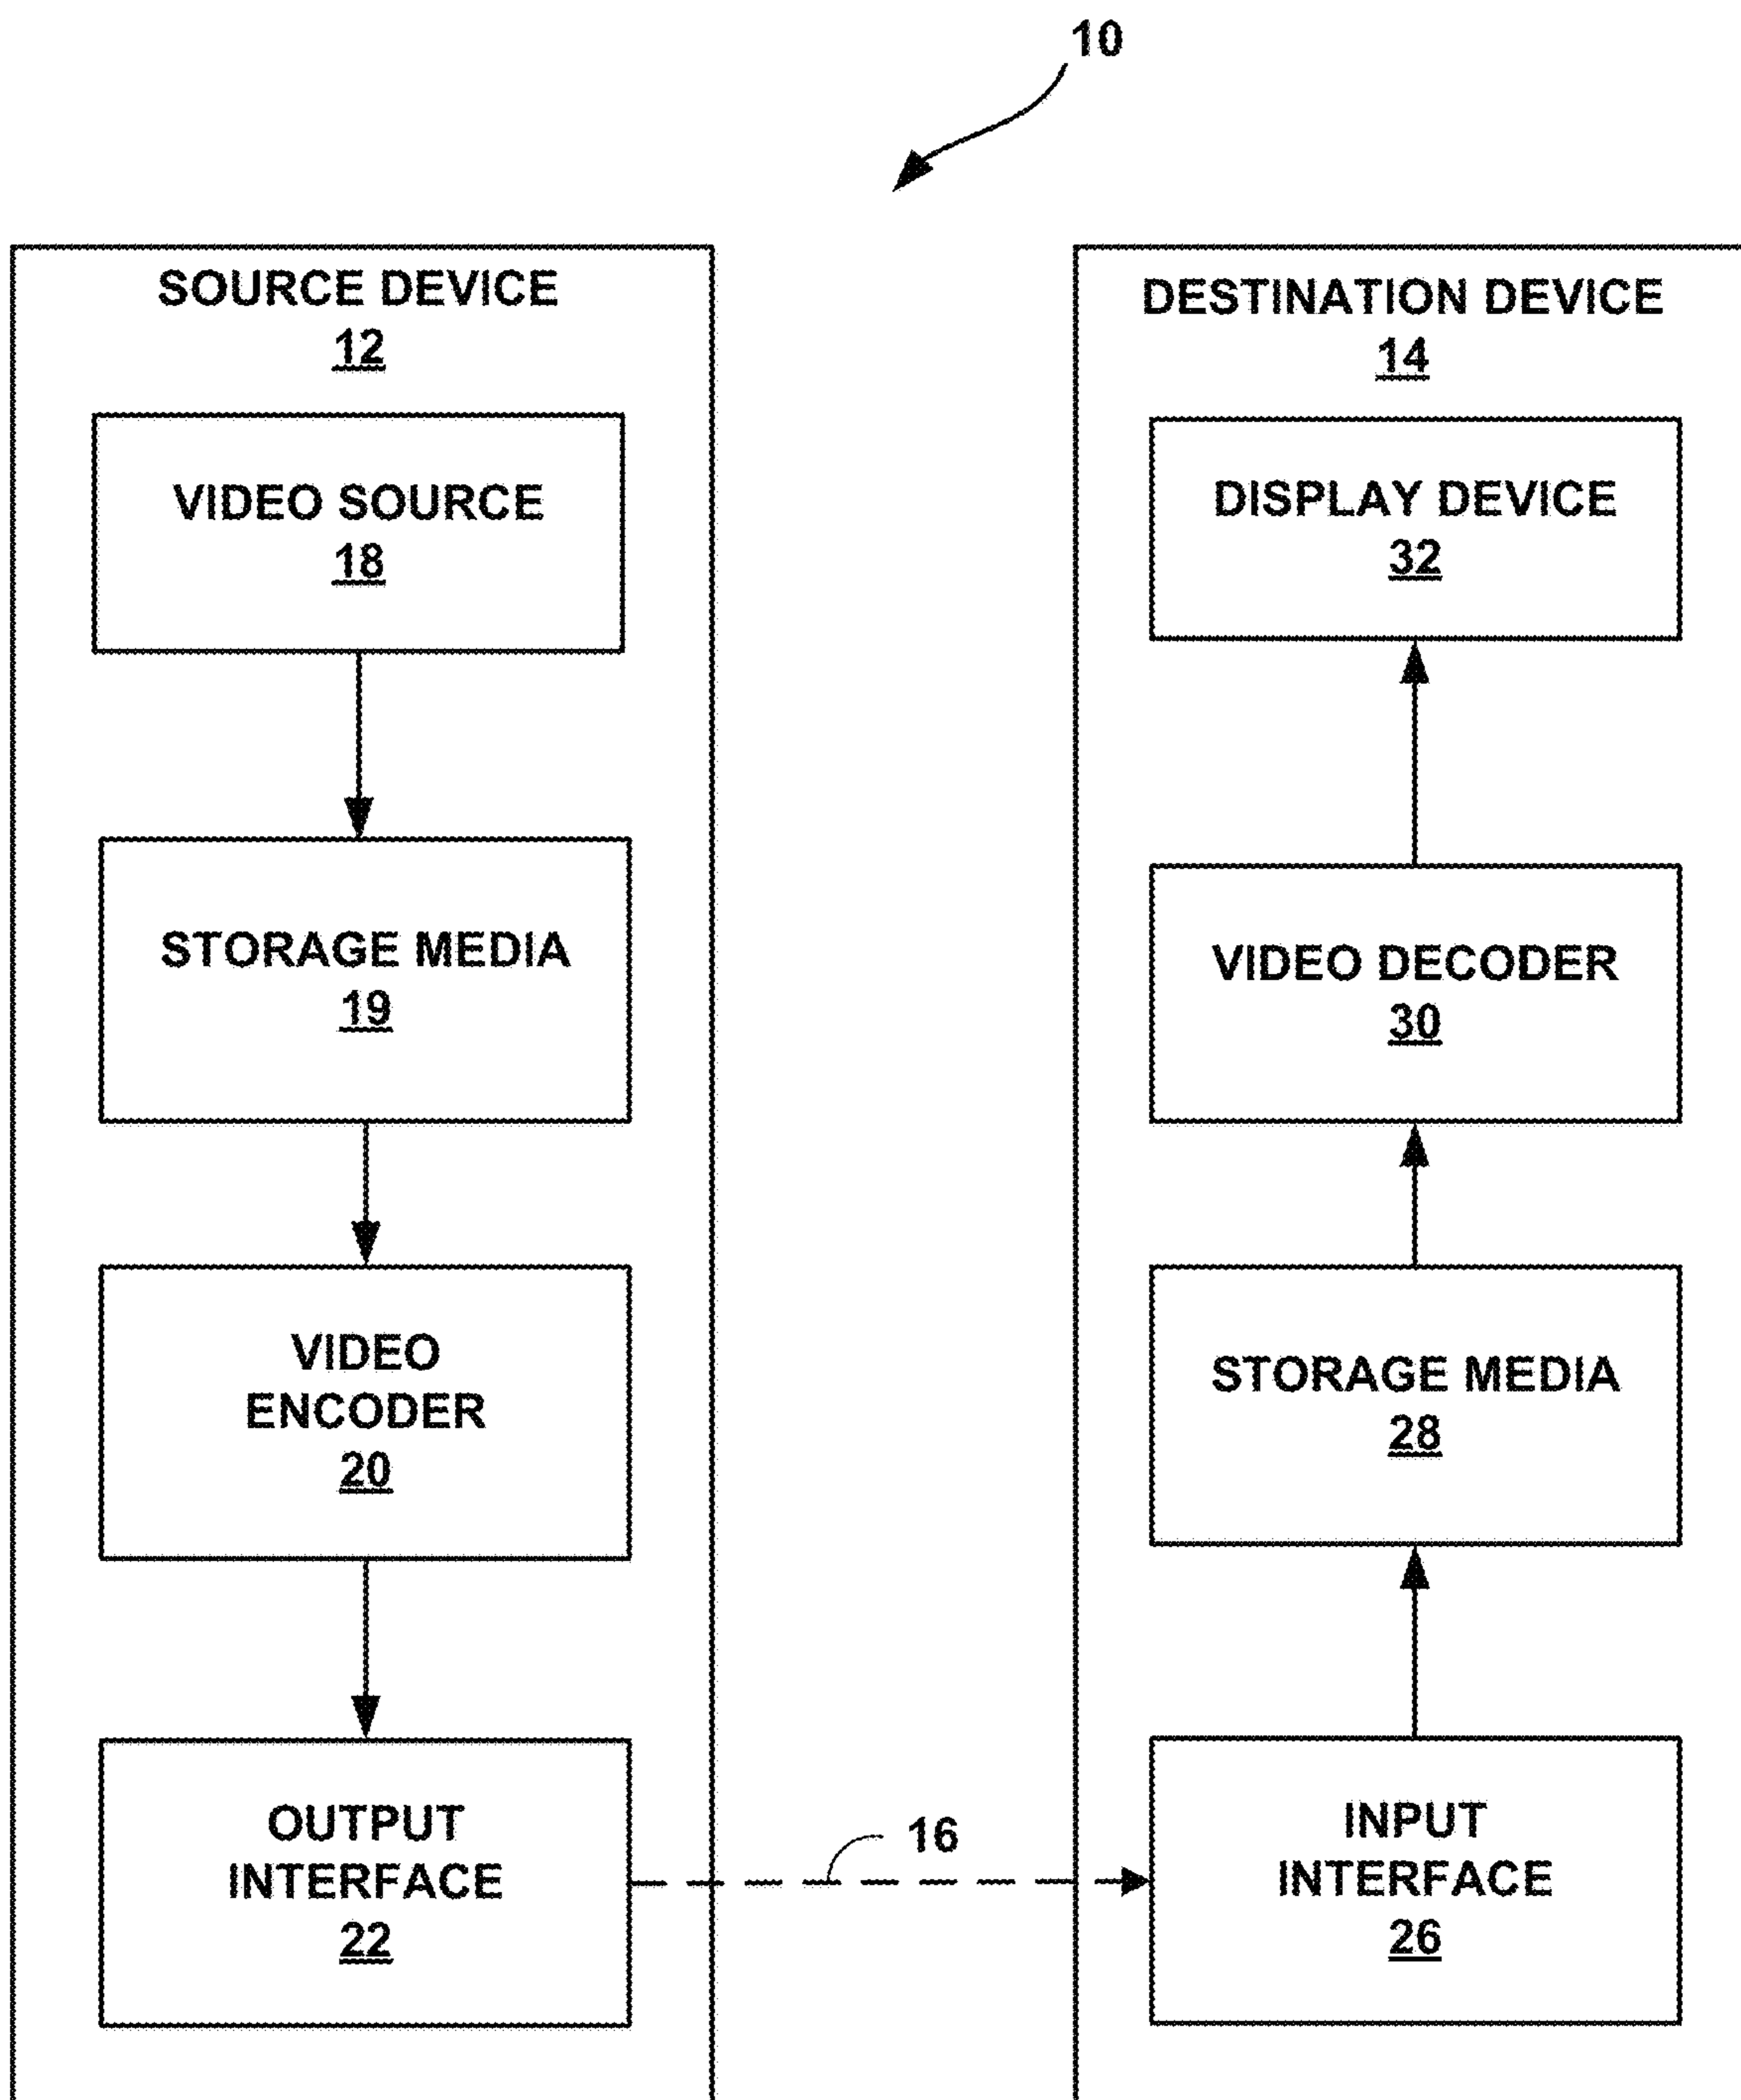 10
SOURCE DEVICE
12
VIDEO SOURCE
18
STORAGE MEDIA
19
VIDEO
ENCODER
20
OUTPUT
INTERFACE
22
16
DESTINATION DEVICE
14
DISPLAY DEVICE
32
VIDEO DECODER
30
STORAGE MEDIA
28
INPUT
INTERFACE
26